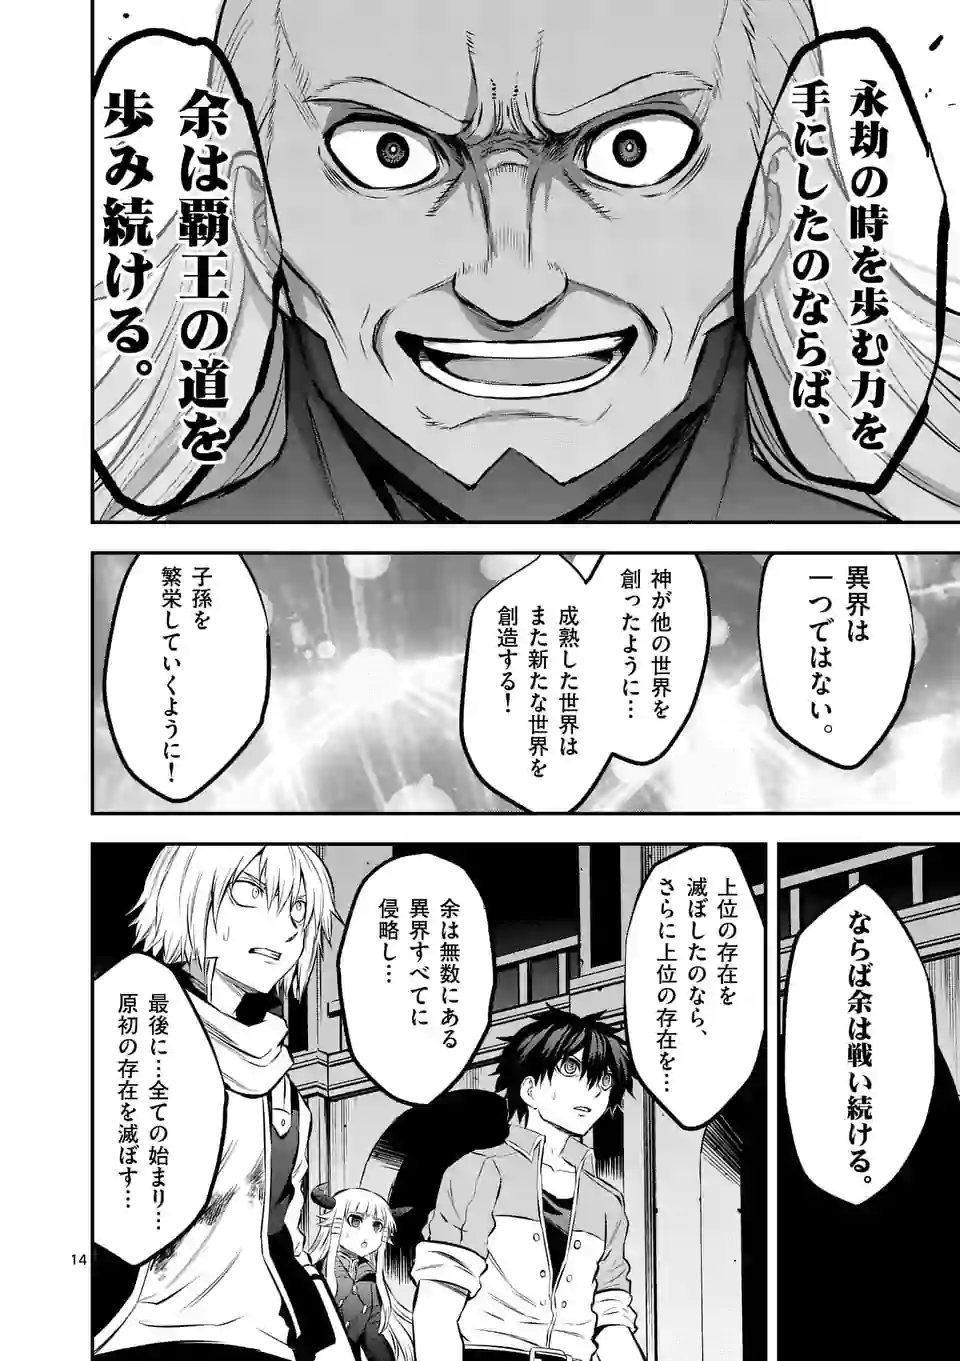 永劫の時を歩む力を
手にしたのならば、
余は覇王の道を
歩み続ける。
異界は
一つではない。
神が他の世界を
創ったように…
成熟した世界は
また新たな世界を
創造する！
子孫を
繁栄していくように！
ならば余は戦い続ける。
上位の存在を
滅ぼしたのなら、
さらに上位の存在を…
余は無数にある
異界すべてに
侵略し…
最後に…全ての始まり…
原初の存在を滅ぼす…
14